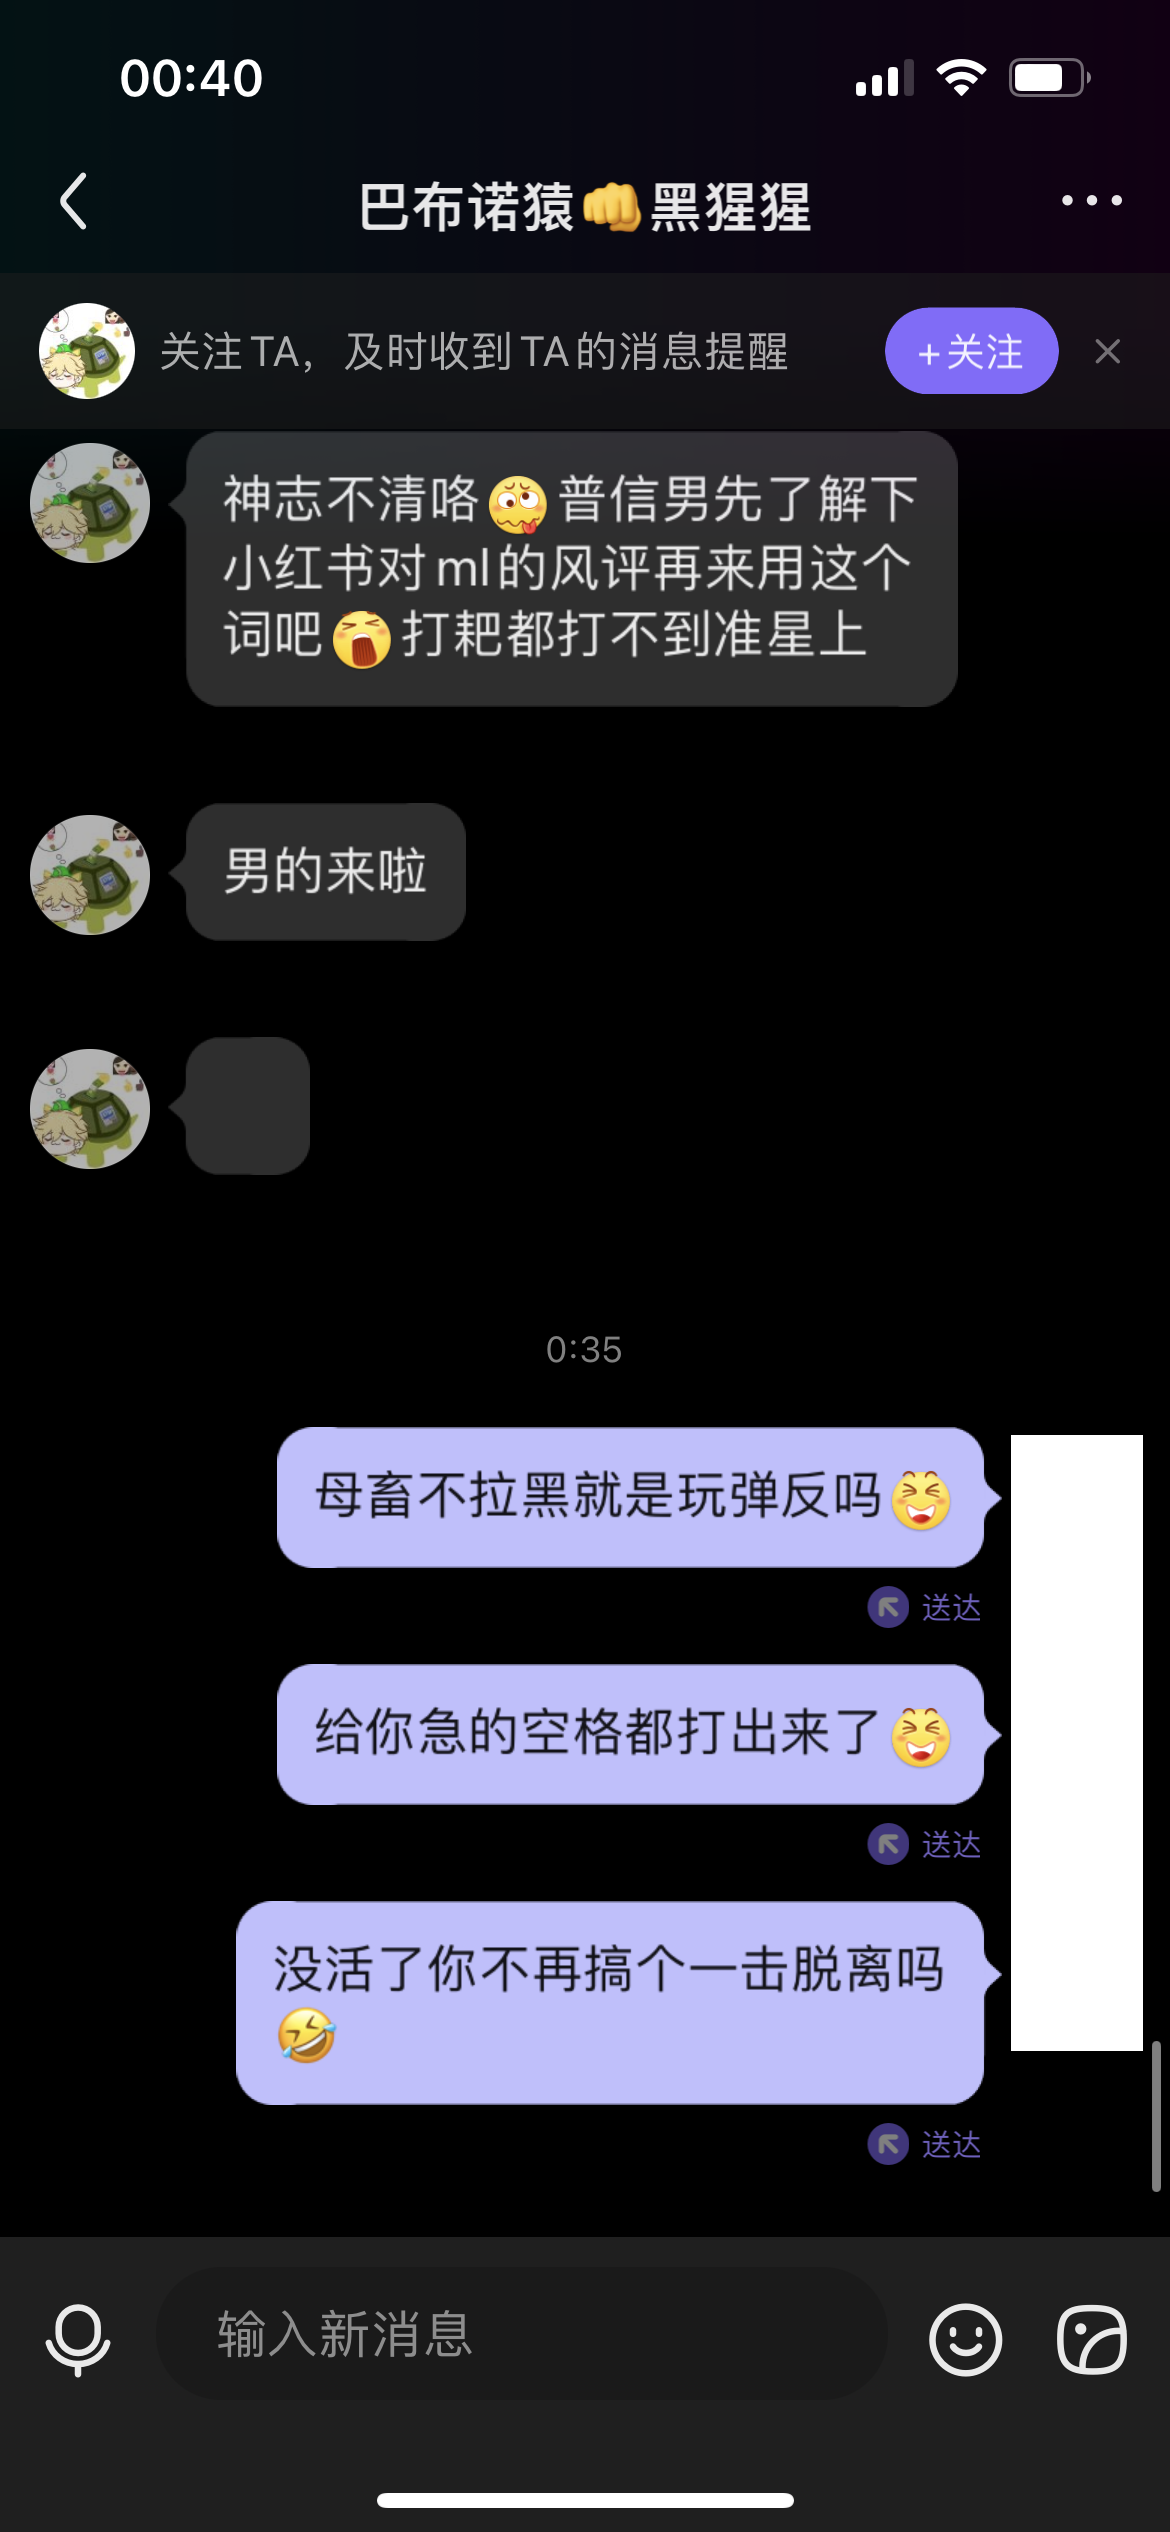 00:40
巴布诺猿👊黑猩猩
关注TA，及时收到TA的消息提醒
+关注
神志不清咯🤪普信男先了解下
小红书对ml的风评再来用这个
词吧🥱打耙都打不到准星上
男的来啦
0:35
母畜不拉黑就是玩弹反吗😆
送达
给你急的空格都打出来了😆
送达
没活了你不再搞个一击脱离吗
🤣
送达
输入新消息